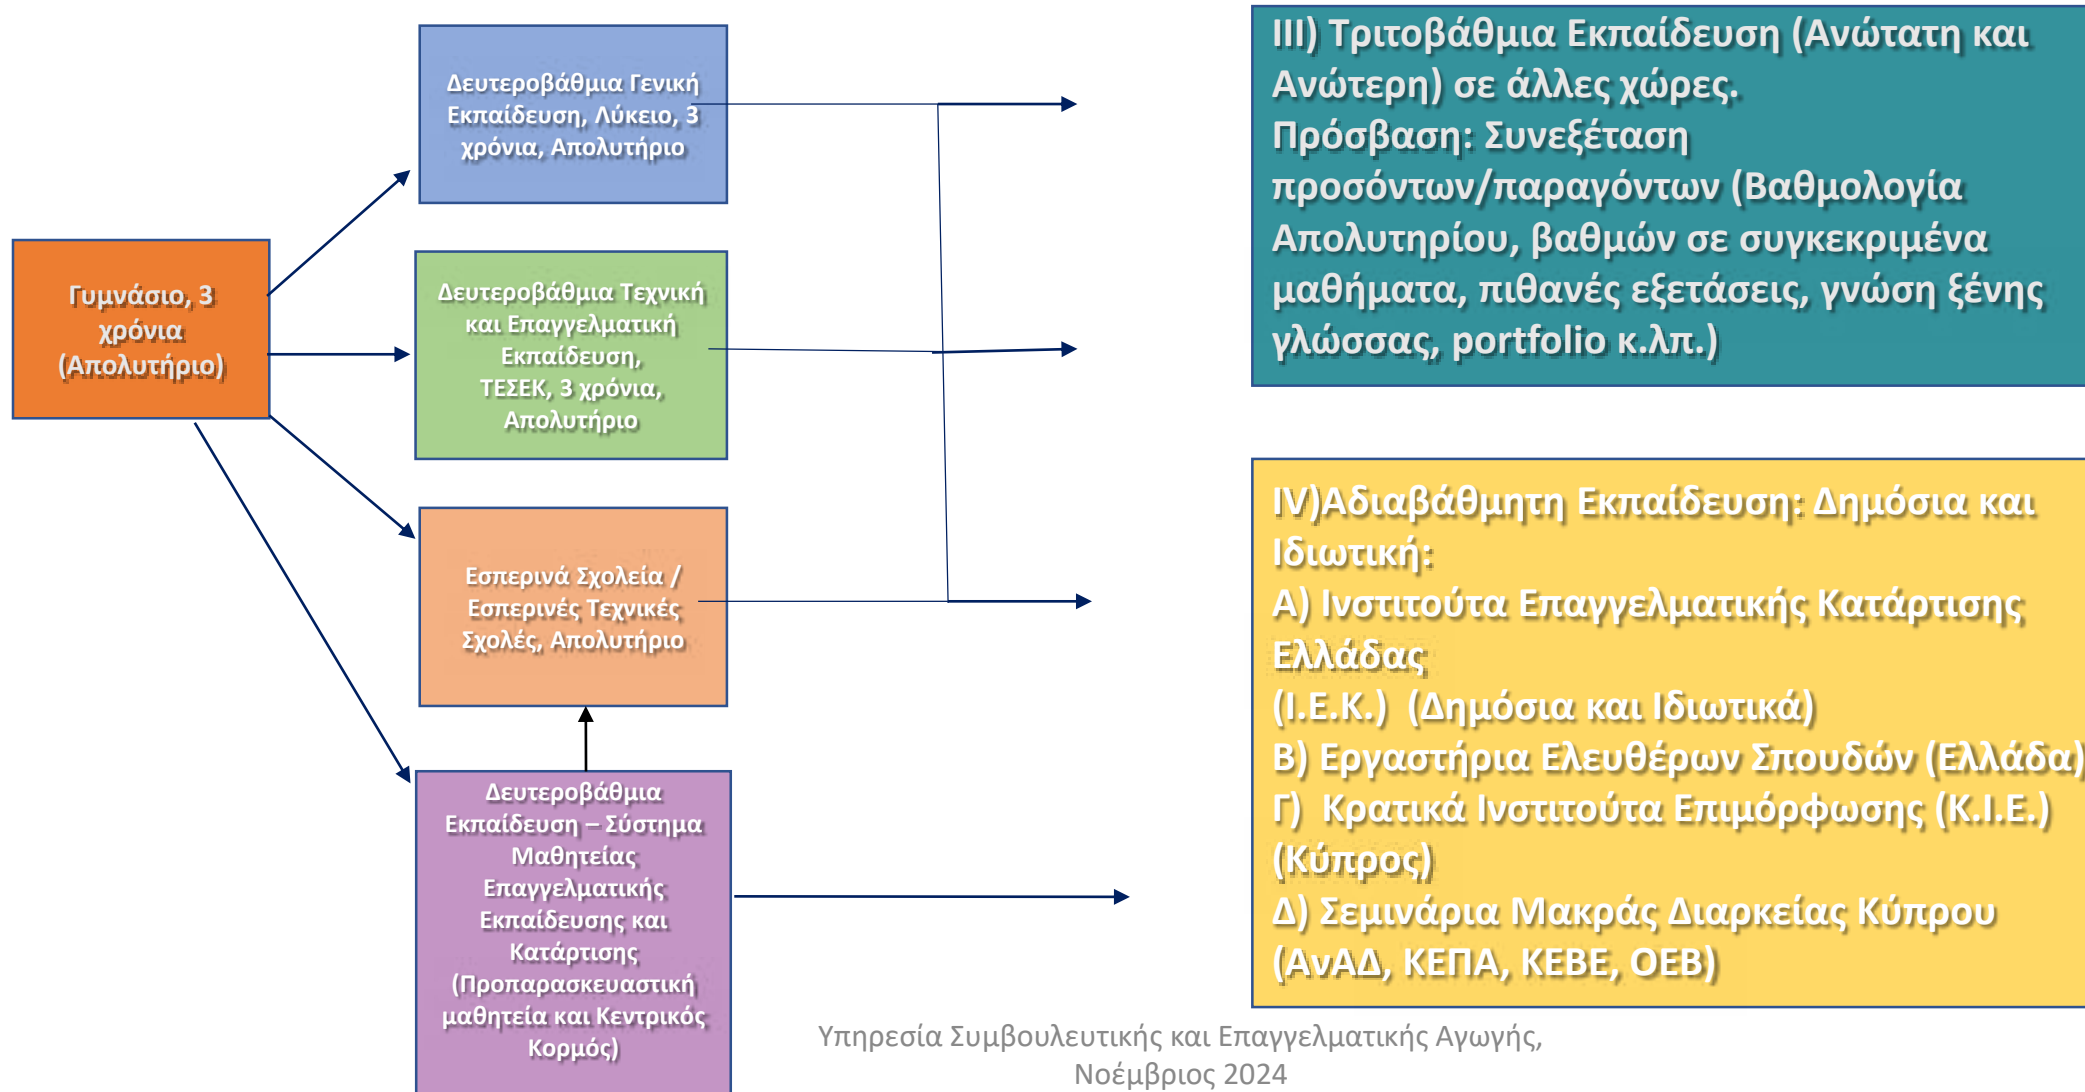 Γυμνάσιο, 3
χρόνια
(Απολυτήριο)
Δευτεροβάθμια Γενική
Εκπαίδευση, Λύκειο, 3
χρόνια, Απολυτήριο
Δευτεροβάθμια Τεχνική
και Επαγγελματική
Εκπαίδευση,
ΤΕΣΕΚ, 3 χρόνια,
Απολυτήριο
Εσπερινά Σχολεία /
Εσπερινές Τεχνικές
Σχολές, Απολυτήριο
Δευτεροβάθμια
Εκπαίδευση – Σύστημα
Μαθητείας
Επαγγελματικής
Εκπαίδευσης και
Κατάρτισης
(Προπαρασκευαστική
μαθητεία και Κεντρικός
Κορμός)
III) Τριτοβάθμια Εκπαίδευση (Ανώτατη και
Ανώτερη) σε άλλες χώρες.
Πρόσβαση: Συνεξέταση
προσόντων/παραγόντων (Βαθμολογία
Απολυτηρίου, βαθμών σε συγκεκριμένα
μαθήματα, πιθανές εξετάσεις, γνώση ξένης
γλώσσας, portfolio κ.λπ.)
IV)Αδιαβάθμητη Εκπαίδευση: Δημόσια και
Ιδιωτική:
Α) Ινστιτούτα Επαγγελματικής Κατάρτισης
Ελλάδας
(Ι.Ε.Κ.) (Δημόσια και Ιδιωτικά)
Β) Εργαστήρια Ελευθέρων Σπουδών (Ελλάδα)
Γ) Κρατικά Ινστιτούτα Επιμόρφωσης (Κ.Ι.Ε.)
(Κύπρος)
Δ) Σεμινάρια Μακράς Διαρκείας Κύπρου
(ΑνΑΔ, ΚΕΠΑ, ΚΕΒΕ, ΟΕΒ)
Υπηρεσία Συμβουλευτικής και Επαγγελματικής Αγωγής,
Νοέμβριος 2024